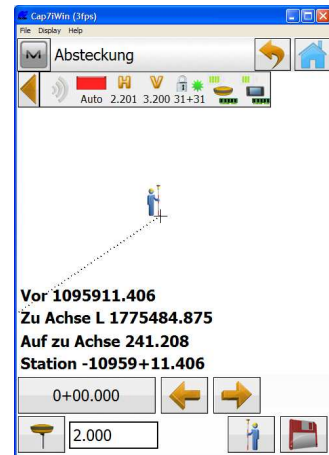 Cap7iWin (3fps)
File Display Help
M Absteckung
H V
Auto 2.201 3.200 31+31
Vor 1095911.406
Zu Achse L 1775484.875
Auf zu Achse 241.208
Station -10959+11.406
0+00.000
2.000